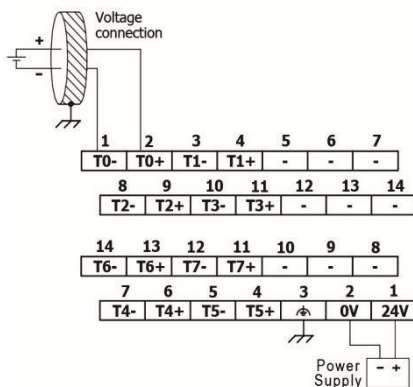 Voltage
connection
+
-
1 2 3 4 5 6 7
T0- T0+ T1- T1+ - - -
8 9 10 11 12 13 14
T2- T2+ T3- T3+ - - -
14 13 12 11 10 9 8
T6- T6+ T7- T7+ - - -
7 6 5 4 3 2 1
T4- T4+ T5- T5+ 0V 24V
Power
Supply
- +